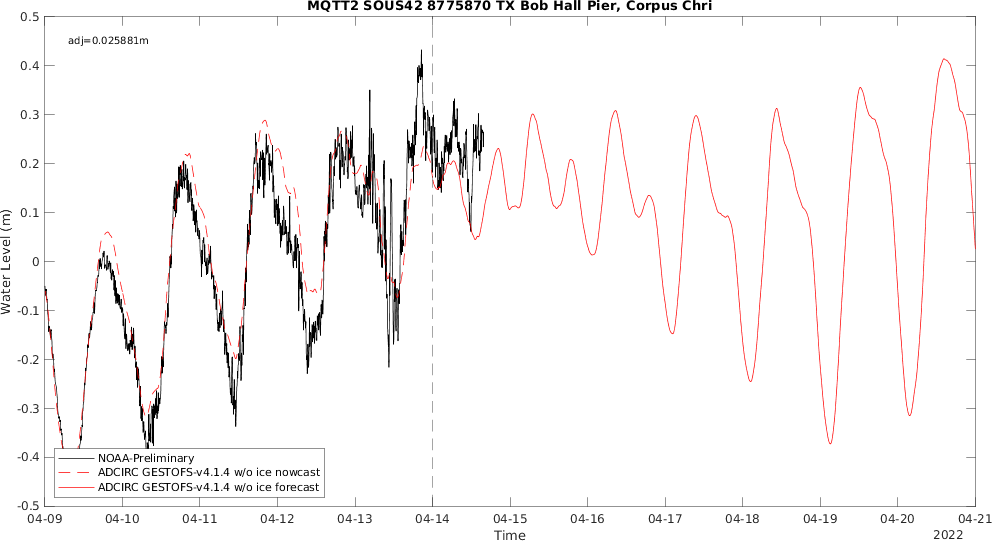 MQTT2 SOUS42 8775870 TX Bob Hall Pier, Corpus Chri
adj=0.025881m
0.5
0.4
0.3
0.2
0.1
0
-0.1
-0.2
-0.3
-0.4
-0.5
Water Level (m)
NOAA-Preliminary
ADCIRC GESTOFS-v4.1.4 w/o ice nowcast
ADCIRC GESTOFS-v4.1.4 w/o ice forecast
04-09 04-10 04-11 04-12 04-13 04-14 04-15 04-16 04-17 04-18 04-19 04-20 04-21
Time
2022